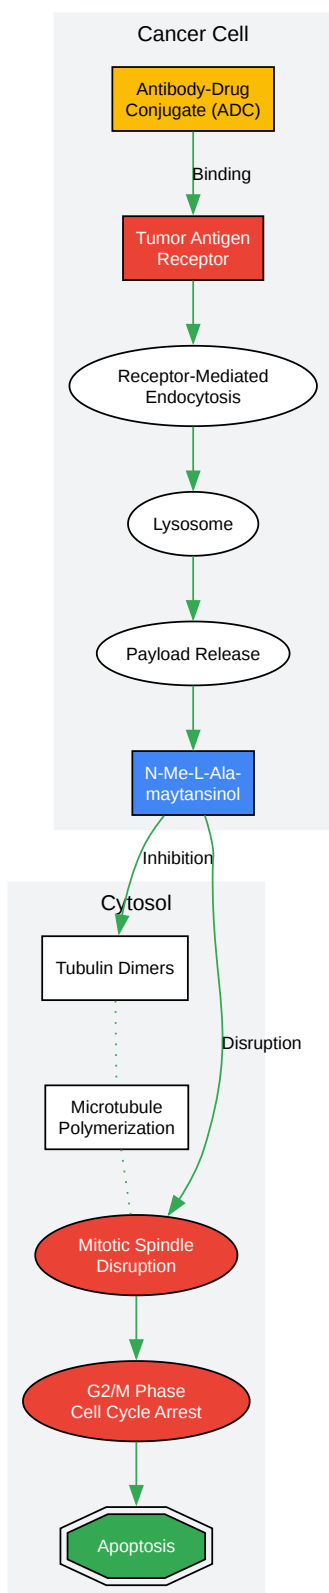 Cancer Cell
Antibody-Drug
Conjugate (ADC)
Binding
Tumor Antigen
Receptor
Receptor-Mediated
Endocytosis
Lysosome
Payload Release
N-Me-L-Ala-
maytansinol
Inhibition
Cytosol
Tubulin Dimers
Disruption
Microtubule
Polymerization
Mitotic Spindle
Disruption
G2/M Phase
Cell Cycle Arrest
Apoptosis